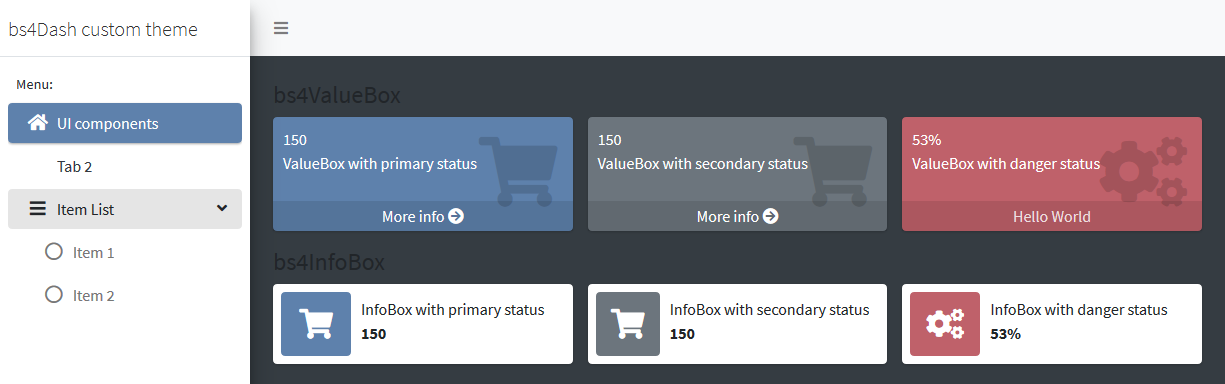 bs4Dash custom theme
Menu:
UI components
Tab 2
Item List
Item 1
Item 2
bs4ValueBox
150
ValueBox with primary status
More info
150
ValueBox with secondary status
More info
53%
ValueBox with danger status
Hello World
bs4InfoBox
InfoBox with primary status
150
InfoBox with secondary status
150
InfoBox with danger status
53%